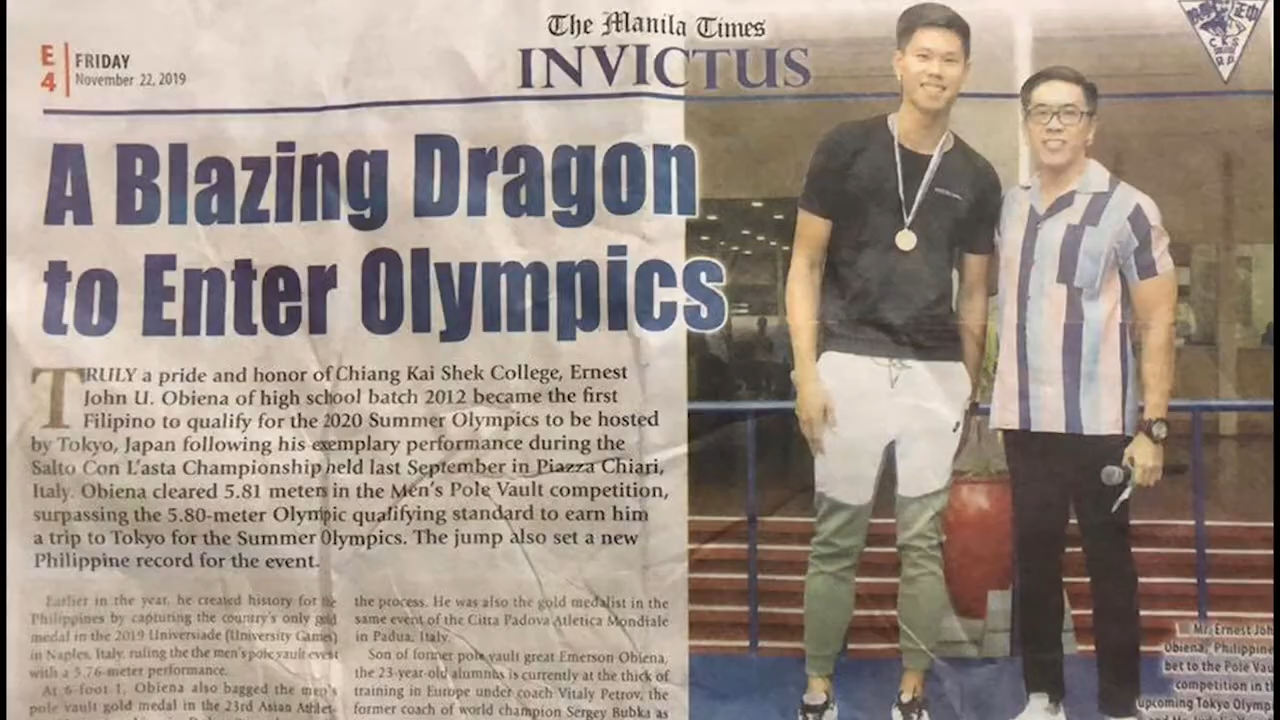 The Manila Times
INVICTUS
E
4
FRIDAY
November 22, 2019
A Blazing Dragon
to Enter Olympics
TRULY a pride and honor of Chiang Kai Shek College, Ernest
John U. Obiena of high school batch 2012 became the first
Filipino to qualify for the 2020 Summer Olympics to be hosted
by Tokyo, Japan following his exemplary performance during the
Salto Con L'asta Championship held last September in Piazza Chiari,
Italy. Obiena cleared 5.81 meters in the Men's Pole Vault competition,
surpassing the 5.80-meter Olympic qualifying standard to earn him
a trip to Tokyo for the Summer Olympics. The jump also set a new
Philippine record for the event.
Earlier in the year, he created history for the
Philippines by capturing the country's only gold
medal in the 2019 Universiade (University Games)
in Naples, Italy, ruling the the men's pole vault event
with a 5.76-meter performance.
At 6 foot 1, Obiena also bagged the men's
pole vault gold medal in the 23rd Asian Athlet-
the process. He was also the gold medalist in the
same event of the Citta Padova Atletica Mondiale
in Padua, Italy.
Son of former pole vault great Emerson Obiena,
the 23-year-old alumnus is currently at the thick of
training in Europe under coach Vitaly Petrov, the
former coach of world champion Sergey Bubka as
CKS
Mr. Ernest Joh
Obiena, Philippine
bet to the Pole Vau
competition in t
upcoming Tokyo Olymp